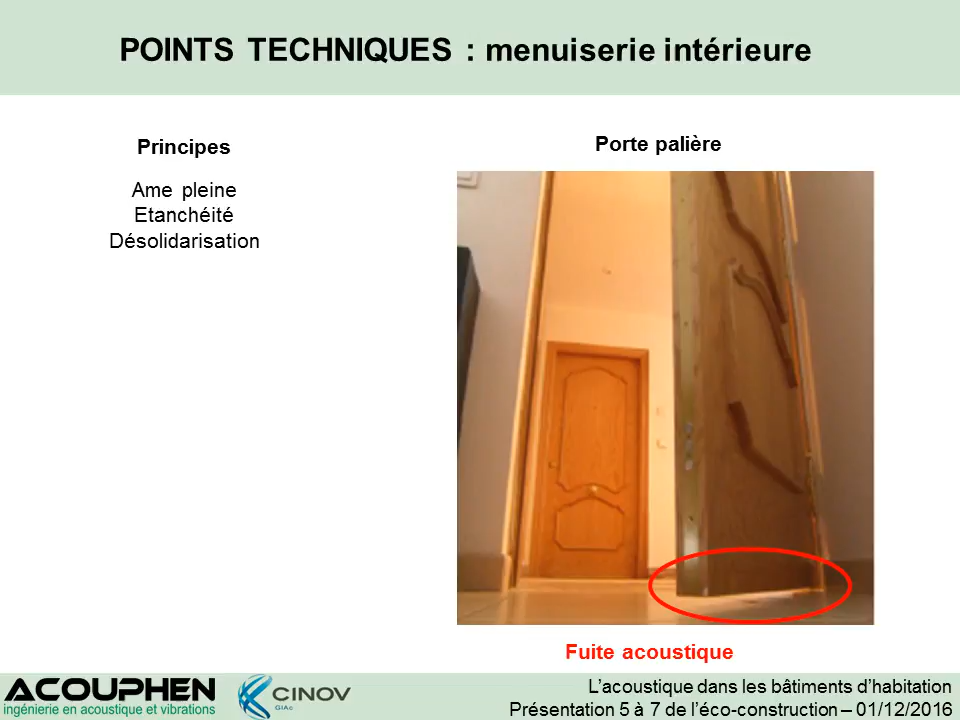 POINTS TECHNIQUES : menuiserie intérieure
Principes
Ame pleine
Etanchéité
Désolidarisation
Porte palière
Fuite acoustique
ACOUPHEN
ingénierie en acoustique et vibrations
CINOV
GIAc
L’acoustique dans les bâtiments d’habitation
Présentation 5 à 7 de l’éco-construction – 01/12/2016